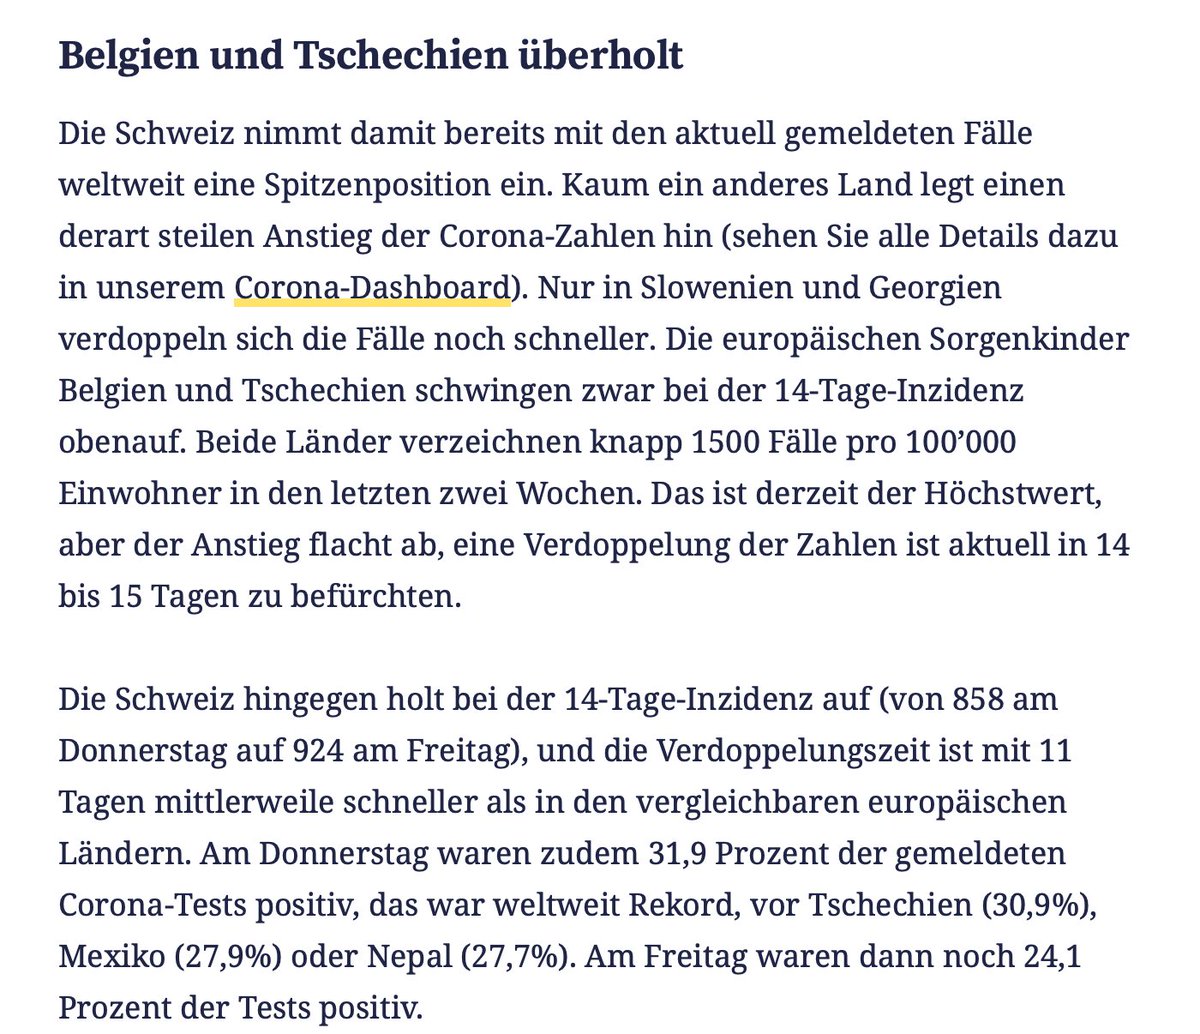 Belgien und Tschechien überholt
Die Schweiz nimmt damit bereits mit den aktuell gemeldeten Fälle
weltweit eine Spitzenposition ein. Kaum ein anderes Land legt einen
derart steilen Anstieg der Corona-Zahlen hin (sehen Sie alle Details dazu
in unserem Corona-Dashboard). Nur in Slowenien und Georgien
verdoppeln sich die Fälle noch schneller. Die europäischen Sorgenkinder
Belgien und Tschechien schwingen zwar bei der 14-Tage-Inzidenz
obenauf. Beide Länder verzeichnen knapp 1500 Fälle pro 100’000
Einwohner in den letzten zwei Wochen. Das ist derzeit der Höchstwert,
aber der Anstieg flacht ab, eine Verdoppelung der Zahlen ist aktuell in 14
bis 15 Tagen zu befürchten.
Die Schweiz hingegen holt bei der 14-Tage-Inzidenz auf (von 858 am
Donnerstag auf 924 am Freitag), und die Verdoppelungszeit ist mit 11
Tagen mittlerweile schneller als in den vergleichbaren europäischen
Ländern. Am Donnerstag waren zudem 31,9 Prozent der gemeldeten
Corona-Tests positiv, das war weltweit Rekord, vor Tschechien (30,9%),
Mexiko (27,9%) oder Nepal (27,7%). Am Freitag waren dann noch 24,1
Prozent der Tests positiv.